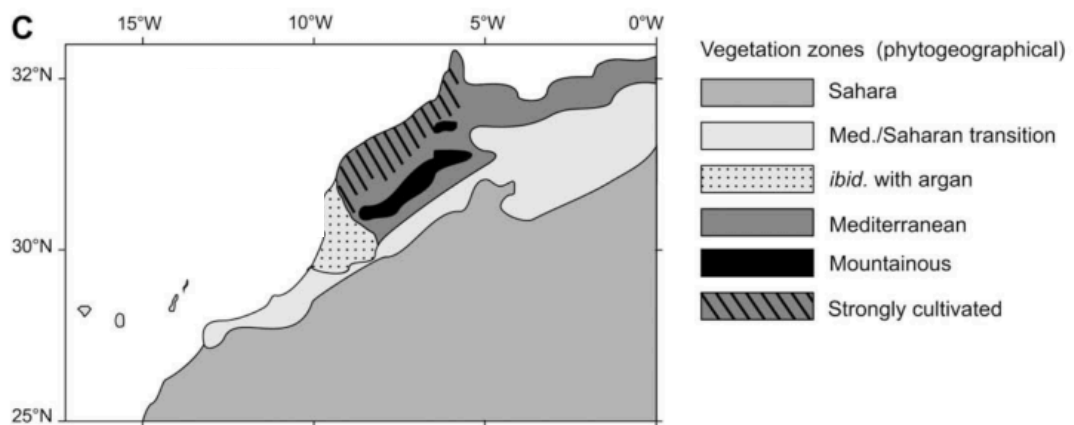 C
15°W 10°W 5°W 0°W
32°N
30°N
25°N
Vegetation zones (phytogeographical)
Sahara
Med./Saharan transition
ibid. with argan
Mediterranean
Mountainous
Strongly cultivated